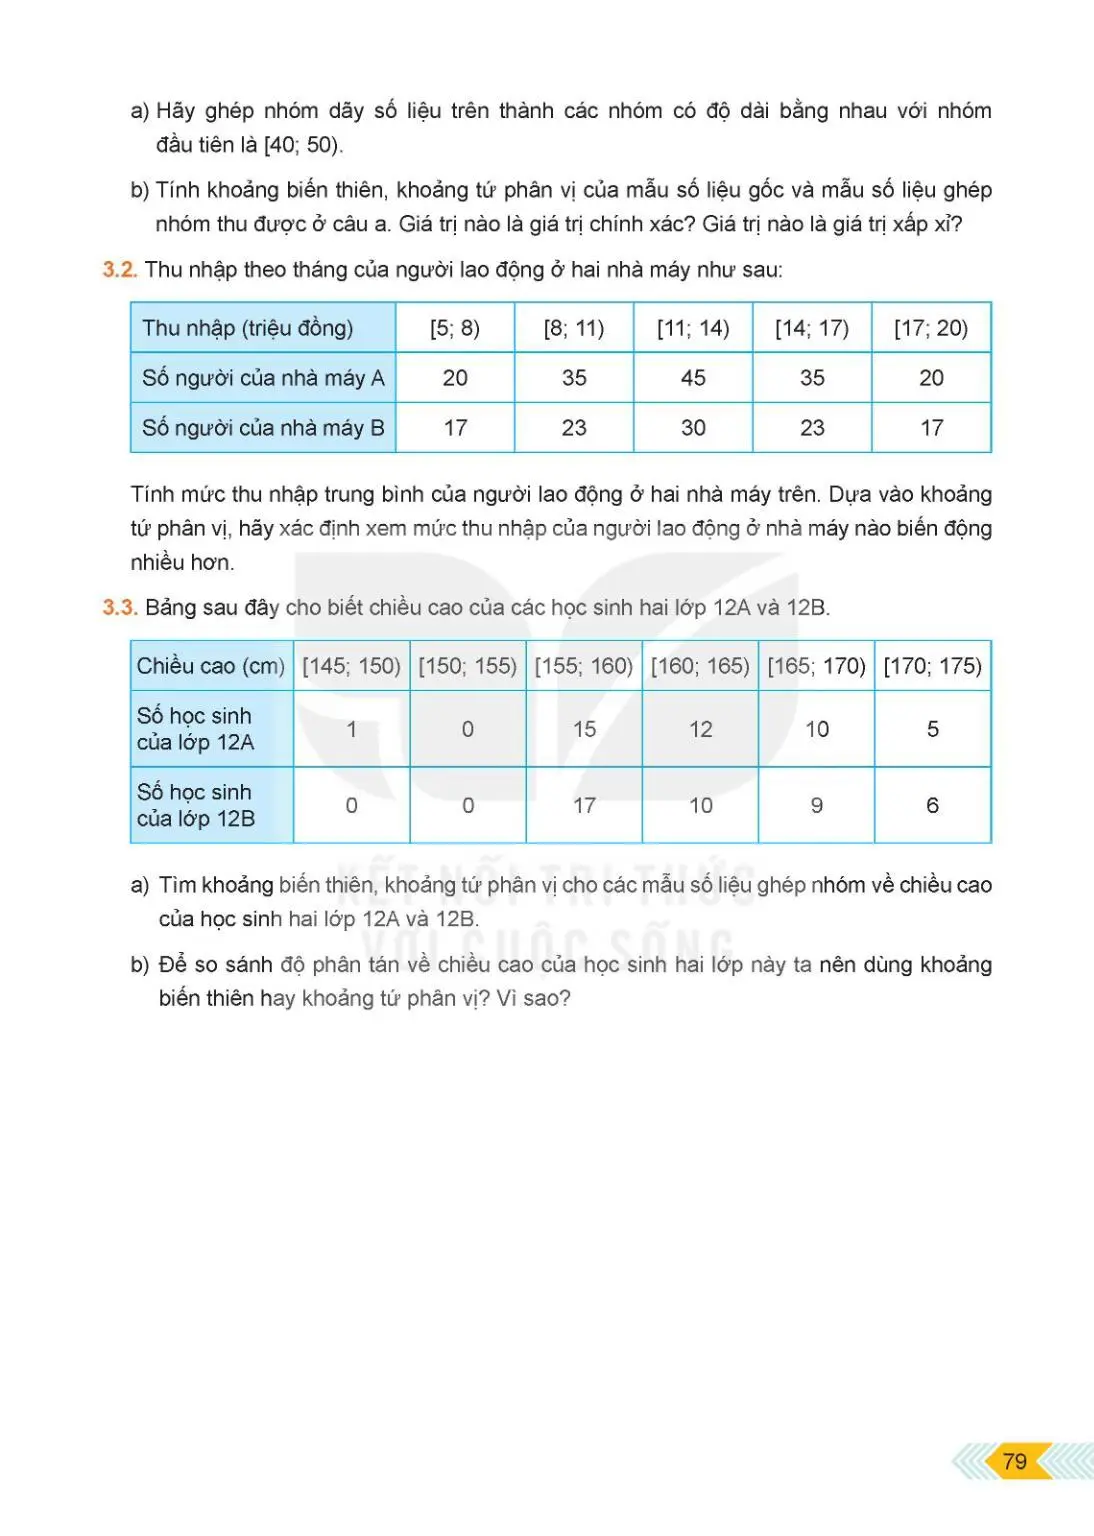 a) Hãy ghép nhóm dãy số liệu trên thành các nhóm có độ dài bằng nhau với nhóm
đầu tiên là [40; 50).
b) Tính khoảng biến thiên, khoảng tứ phân vị của mẫu số liệu gốc và mẫu số liệu ghép
nhóm thu được ở câu a. Giá trị nào là giá trị chính xác? Giá trị nào là giá trị xấp xỉ?
3.2. Thu nhập theo tháng của người lao động ở hai nhà máy như sau:
Thu nhập (triệu đồng) [5; 8) [8; 11) [11; 14) [14; 17) [17; 20)
Số người của nhà máy A 20 35 45 35 20
Số người của nhà máy B 17 23 30 23 17
Tính mức thu nhập trung bình của người lao động ở hai nhà máy trên. Dựa vào khoảng
tứ phân vị, hãy xác định xem mức thu nhập của người lao động ở nhà máy nào biến động
nhiều hơn.
3.3. Bảng sau đây cho biết chiều cao của các học sinh hai lớp 12A và 12B.
Chiều cao (cm) [145; 150) [150; 155) [155; 160) [160; 165) [165; 170) [170; 175)
Số học sinh
của lớp 12A 1 0 15 12 10 5
Số học sinh
của lớp 12B 0 0 17 10 9 6
KẾT NỐI TRI THỨC
VỚI CUỘC SỐNG
a) Tìm khoảng biến thiên, khoảng tứ phân vị cho các mẫu số liệu ghép nhóm về chiều cao
của học sinh hai lớp 12A và 12B.
b) Để so sánh độ phân tán về chiều cao của học sinh hai lớp này ta nên dùng khoảng
biến thiên hay khoảng tứ phân vị? Vì sao?
79